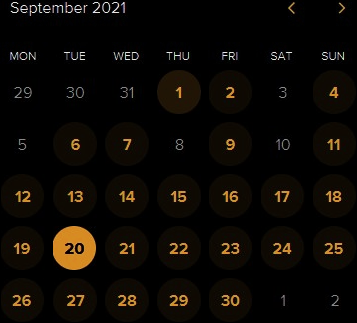 September 2021
MON TUE WED THU FRI SAT SUN
29 30 31 1 2 3 4
5 6 7 8 9 10 11
12 13 14 15 16 17 18
19 20 21 22 23 24 25
26 27 28 29 30 1 2